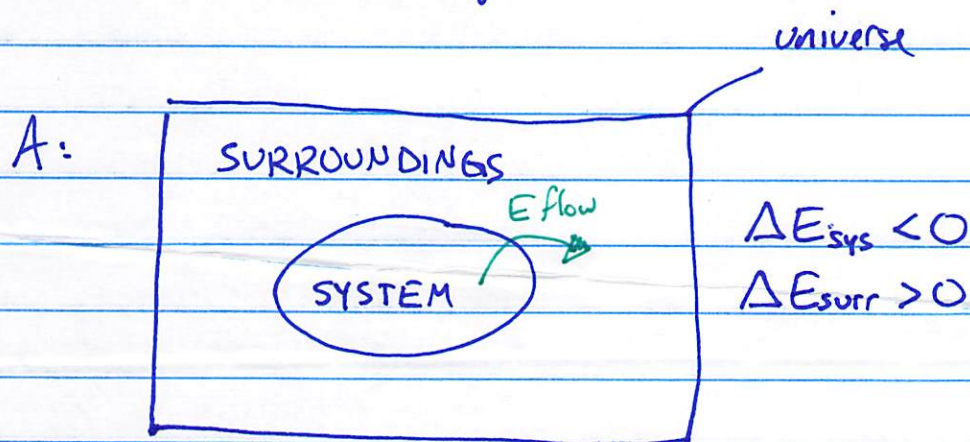 universe
A:
SURROUNDINGS
E flow
SYSTEM
ΔEsys <0
ΔEsurr >0